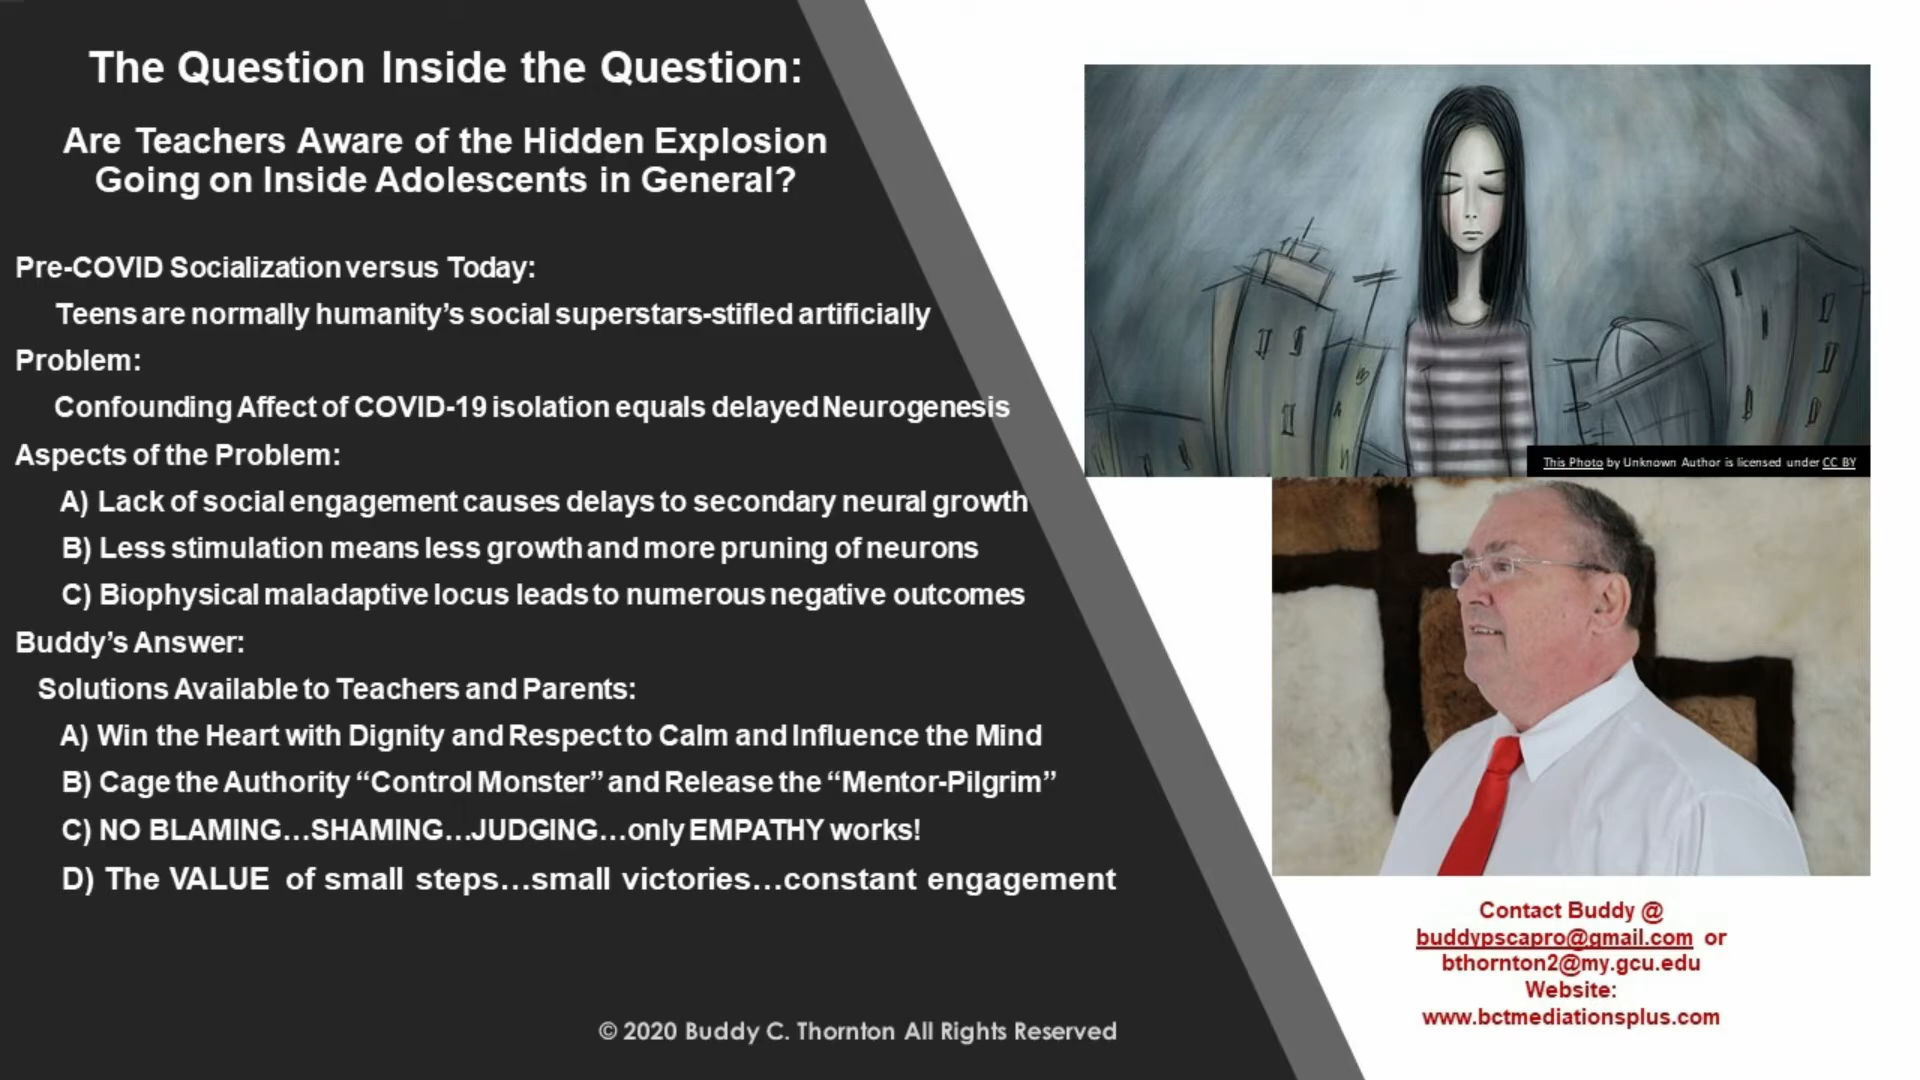 The Question Inside the Question:
Are Teachers Aware of the Hidden Explosion
Going on Inside Adolescents in General?
Pre-COVID Socialization versus Today:
Teens are normally humanity’s social superstars-stifled artificially
Problem:
Confounding Affect of COVID-19 isolation equals delayed Neurogenesis
Aspects of the Problem:
A) Lack of social engagement causes delays to secondary neural growth
B) Less stimulation means less growth and more pruning of neurons
C) Biophysical maladaptive locus leads to numerous negative outcomes
Buddy’s Answer:
Solutions Available to Teachers and Parents:
A) Win the Heart with Dignity and Respect to Calm and Influence the Mind
B) Cage the Authority “Control Monster” and Release the “Mentor-Pilgrim”
C) NO BLAMING…SHAMING…JUDGING…only EMPATHY works!
D) The VALUE of small steps…small victories…constant engagement
© 2020 Buddy C. Thornton All Rights Reserved
This Photo by Unknown Author is licensed under CC BY
Contact Buddy @
buddypscapro@gmail.com or
bthornton2@my.gcu.edu
Website:
www.bctmediationsplus.com